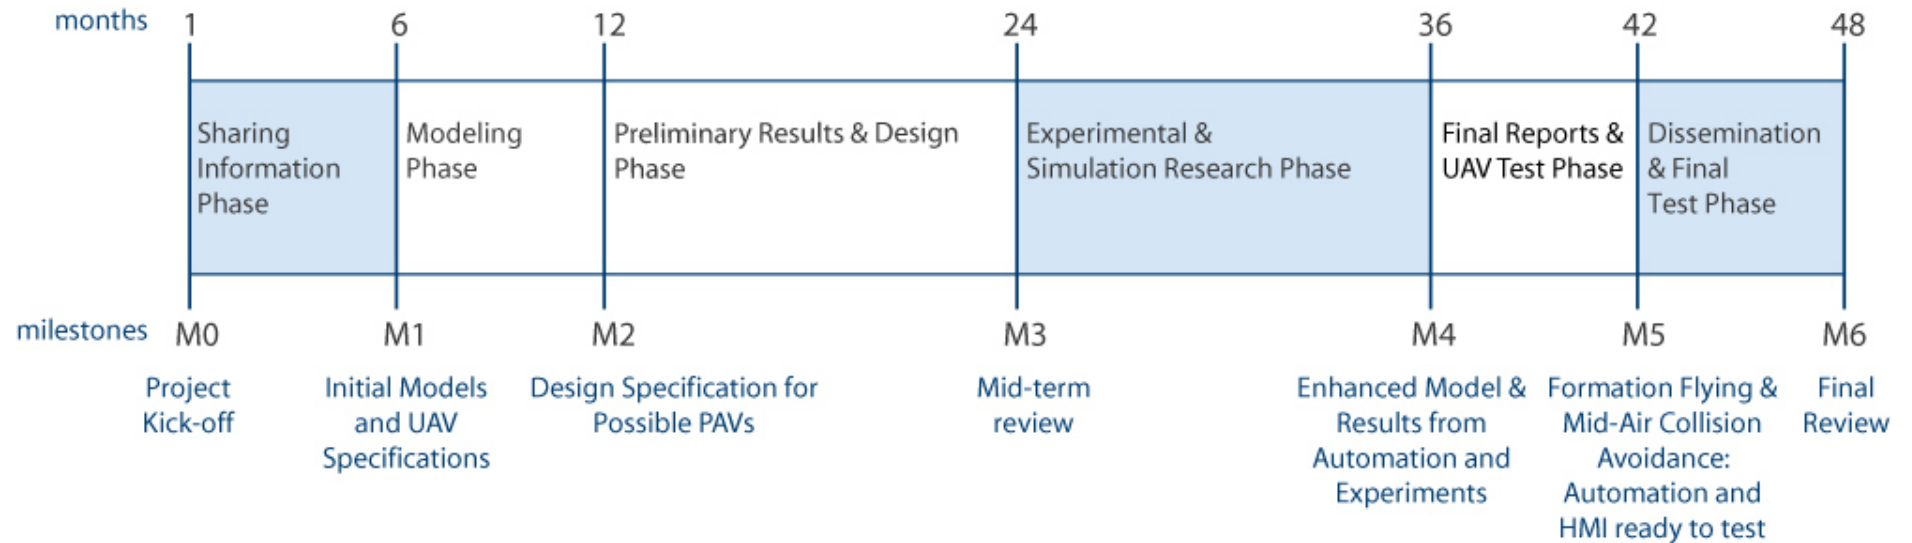 months 1 6 12 24 36 42 48
Sharing
Information
Phase
Modeling
Phase
Preliminary Results & Design
Phase
Experimental &
Simulation Research Phase
Final Reports &
UAV Test Phase
Dissemination
& Final
Test Phase
milestones M0 M1 M2 M3 M4 M5 M6
Project
Kick-off
Initial Models
and UAV
Specifications
Design Specification for
Possible PAVs
Mid-term
review
Enhanced Model &
Results from
Automation and
Experiments
Formation Flying &
Mid-Air Collision
Avoidance:
Automation and
HMI ready to test
Final
Review